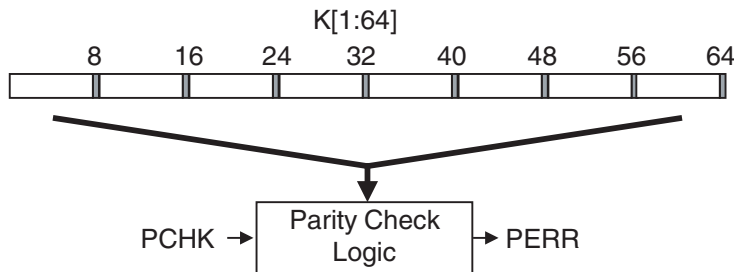 K[1:64]
8 16 24 32 40 48 56 64
Parity Check
PCHK PERR
Logic